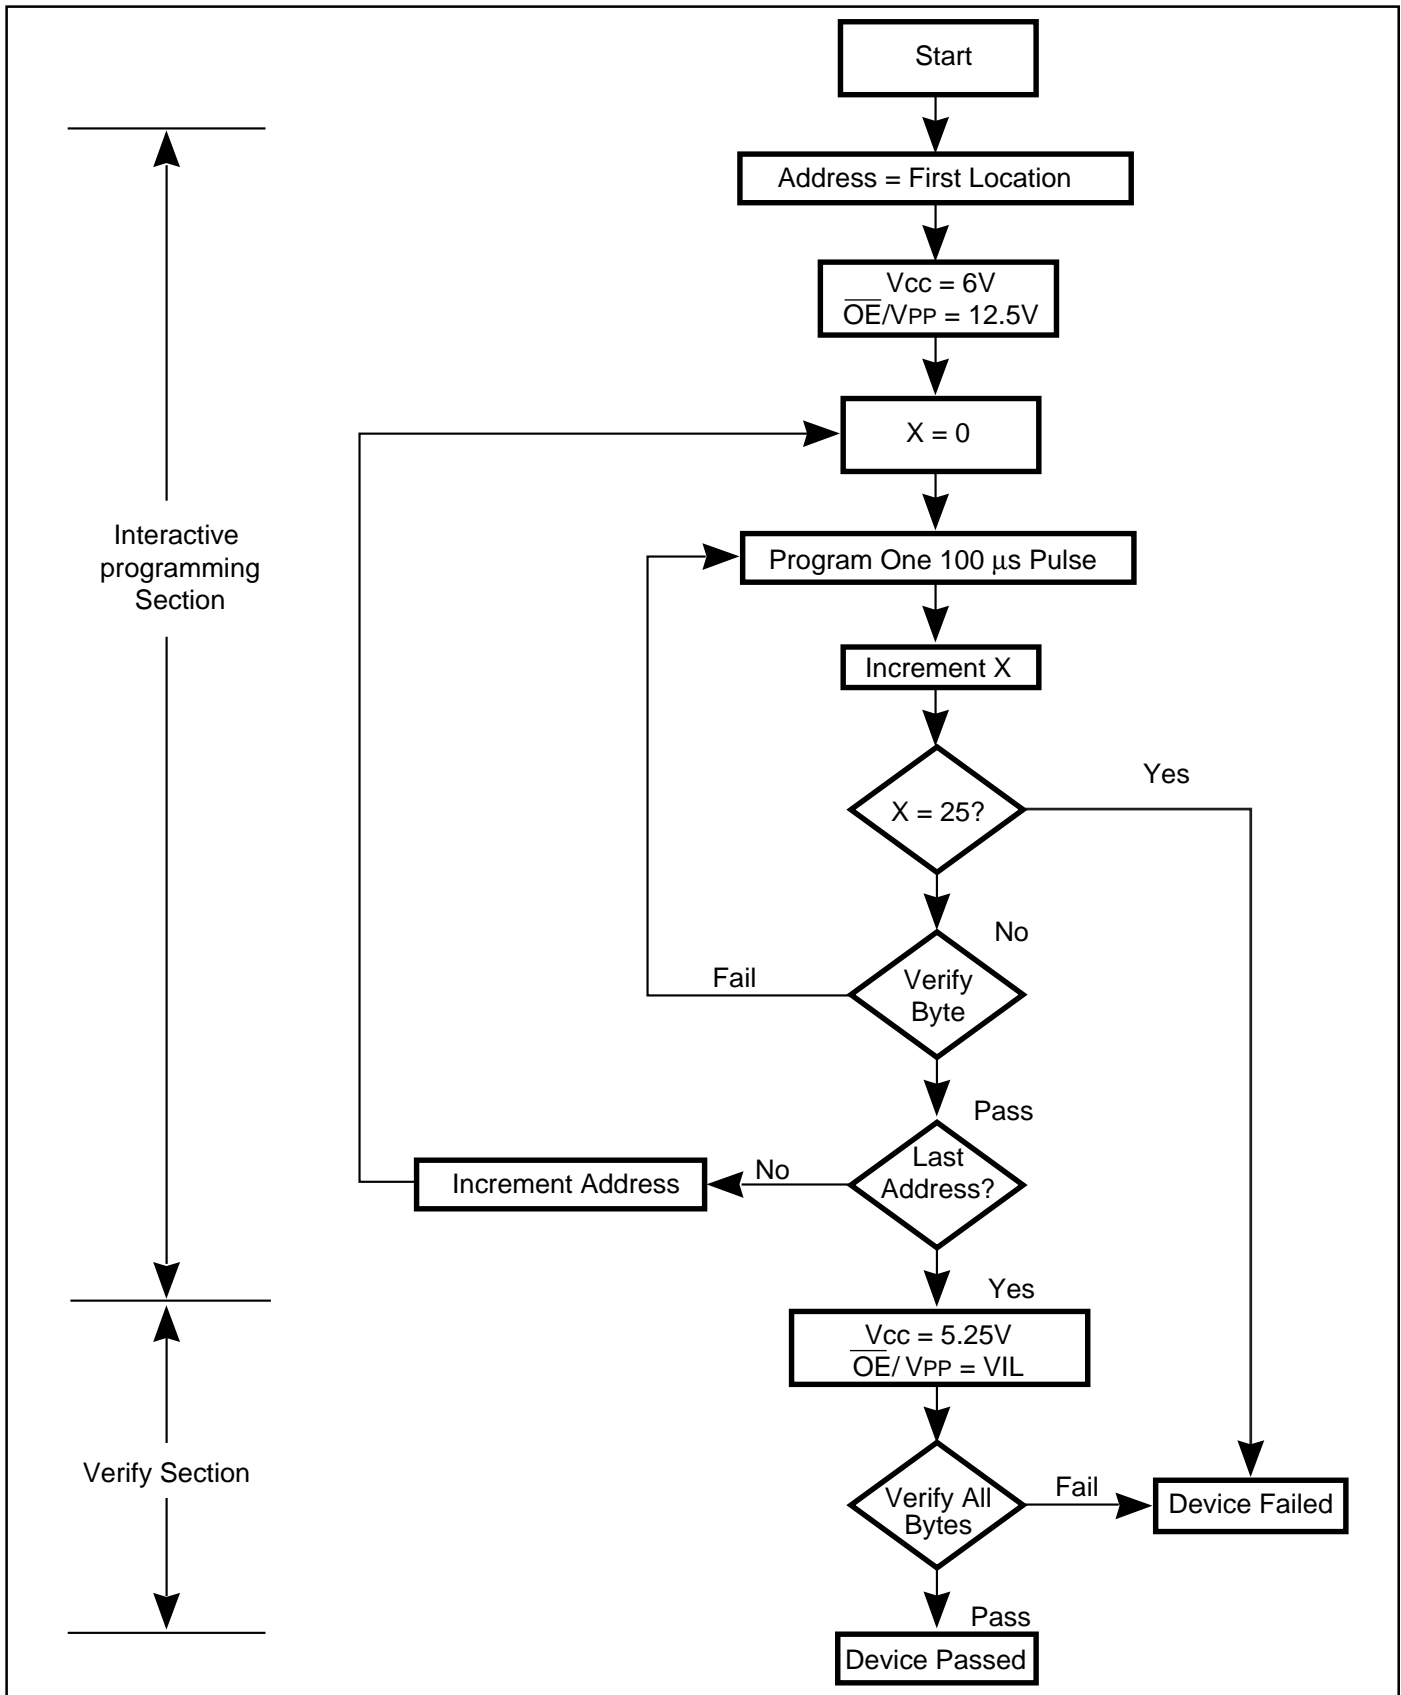 Start
Address = First Location
Vcc = 6V
OE/VPP = 12.5V
X = 0
Interactive
programming
Section
Program One 100 μs Pulse
Increment X
X = 25?
Yes
No
Verify
Byte
Fail
Pass
Last
Address?
No
Increment Address
Yes
Vcc = 5.25V
OE/ VPP = VIL
Verify Section
Verify All
Bytes
Fail
Device Failed
Pass
Device Passed